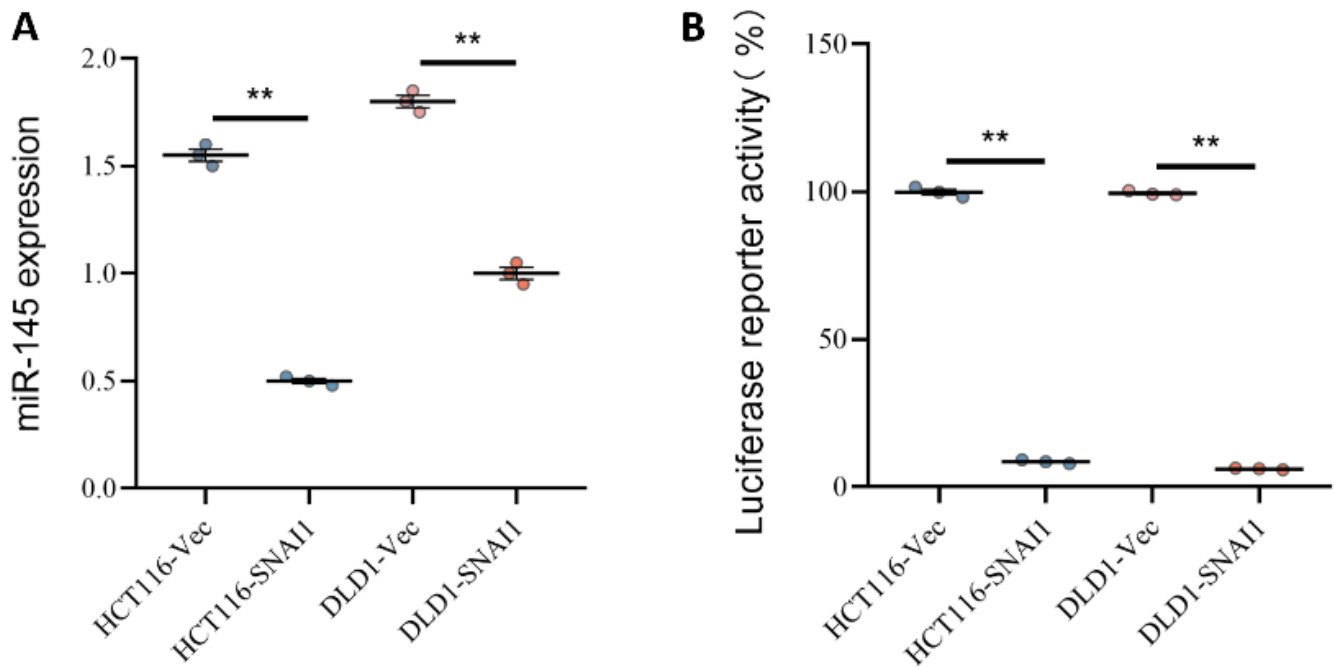 A
miR-145 expression
2.0
1.5
1.0
0.5
0.0
**
**
HCT116-Vec
HCT116-SNAI1
DLD1-Vec
DLD1-SNAI1
B
Luciferase reporter activity( %)
150
100
50
0
**
**
HCT116-Vec
HCT116-SNAI1
DLD1-Vec
DLD1-SNAI1